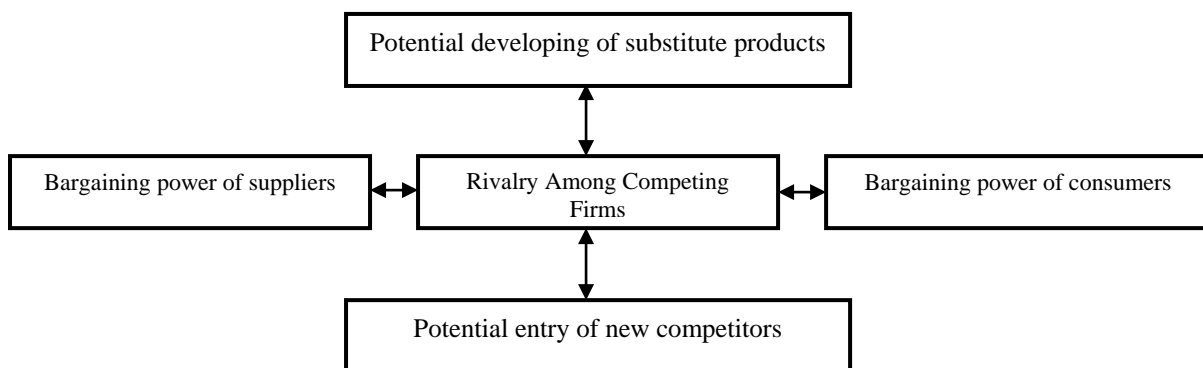 Potential developing of substitute products
Bargaining power of suppliers
Rivalry Among Competing
Firms
Bargaining power of consumers
Potential entry of new competitors